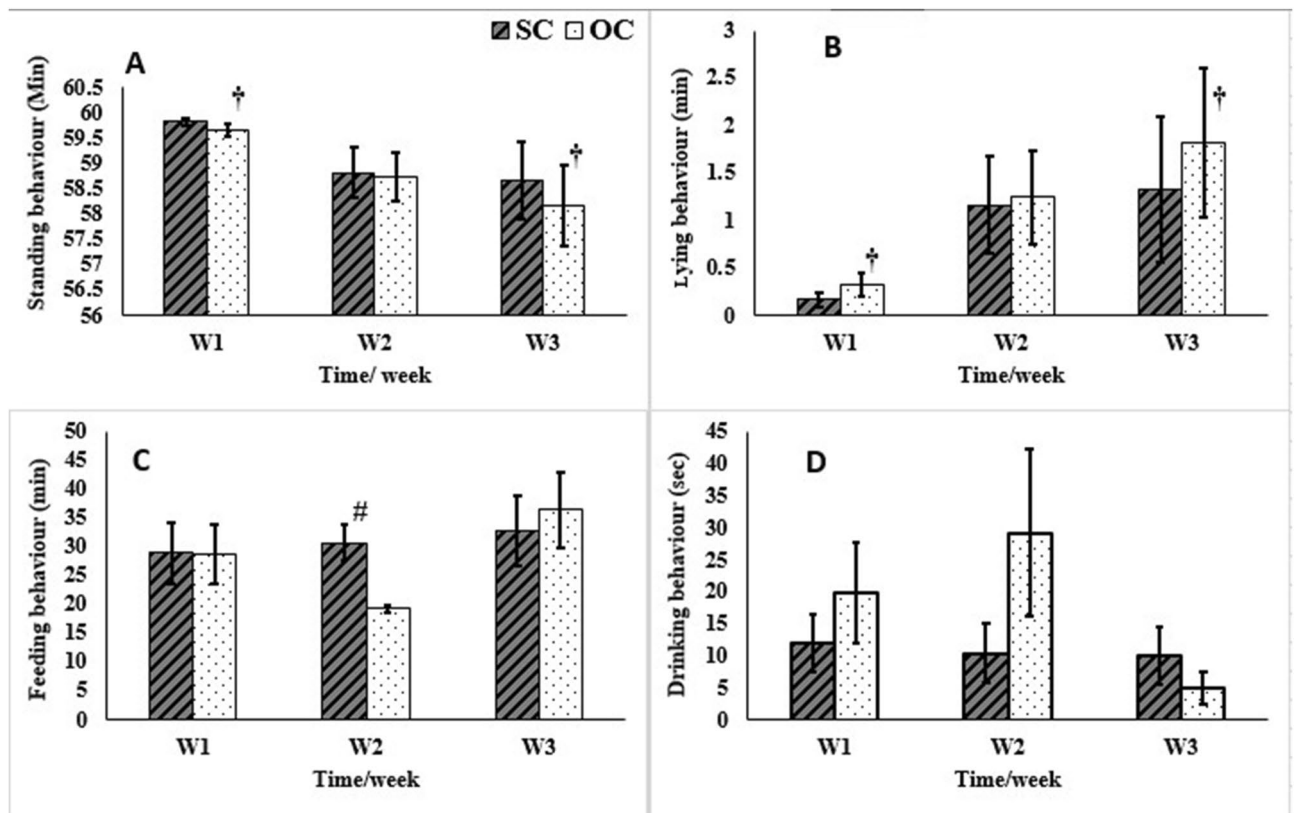 SC OC
A
Standing behaviour (Min)
60.5
60
59.5
59
58.5
58
57.5
57
56.5
56
†
†
W1 W2 W3
Time/ week
B
Lying behaviour (min)
3
2.5
2
1.5
1
0.5
0
†
†
W1 W2 W3
Time/week
C
Feeding behaviour (min)
50
45
40
35
30
25
20
15
10
5
0
#
W1 W2 W3
Time/week
D
Drinking behaviour (sec)
45
40
35
30
25
20
15
10
5
0
W1 W2 W3
Time/week